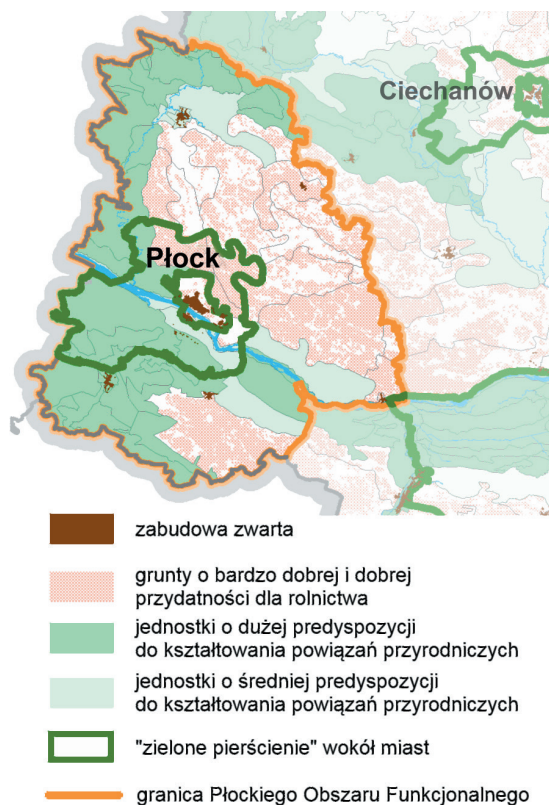 Ciechanów
Płock
zabudowa zwarta
grunty o bardzo dobrej i dobrej
przydatności dla rolnictwa
jednostki o dużej predyspozycji
do kształtowania powiązań przyrodniczych
jednostki o średniej predyspozycji
do kształtowania powiązań przyrodniczych
"zielone pierścienie" wokół miast
granica Płockiego Obszaru Funkcjonalnego